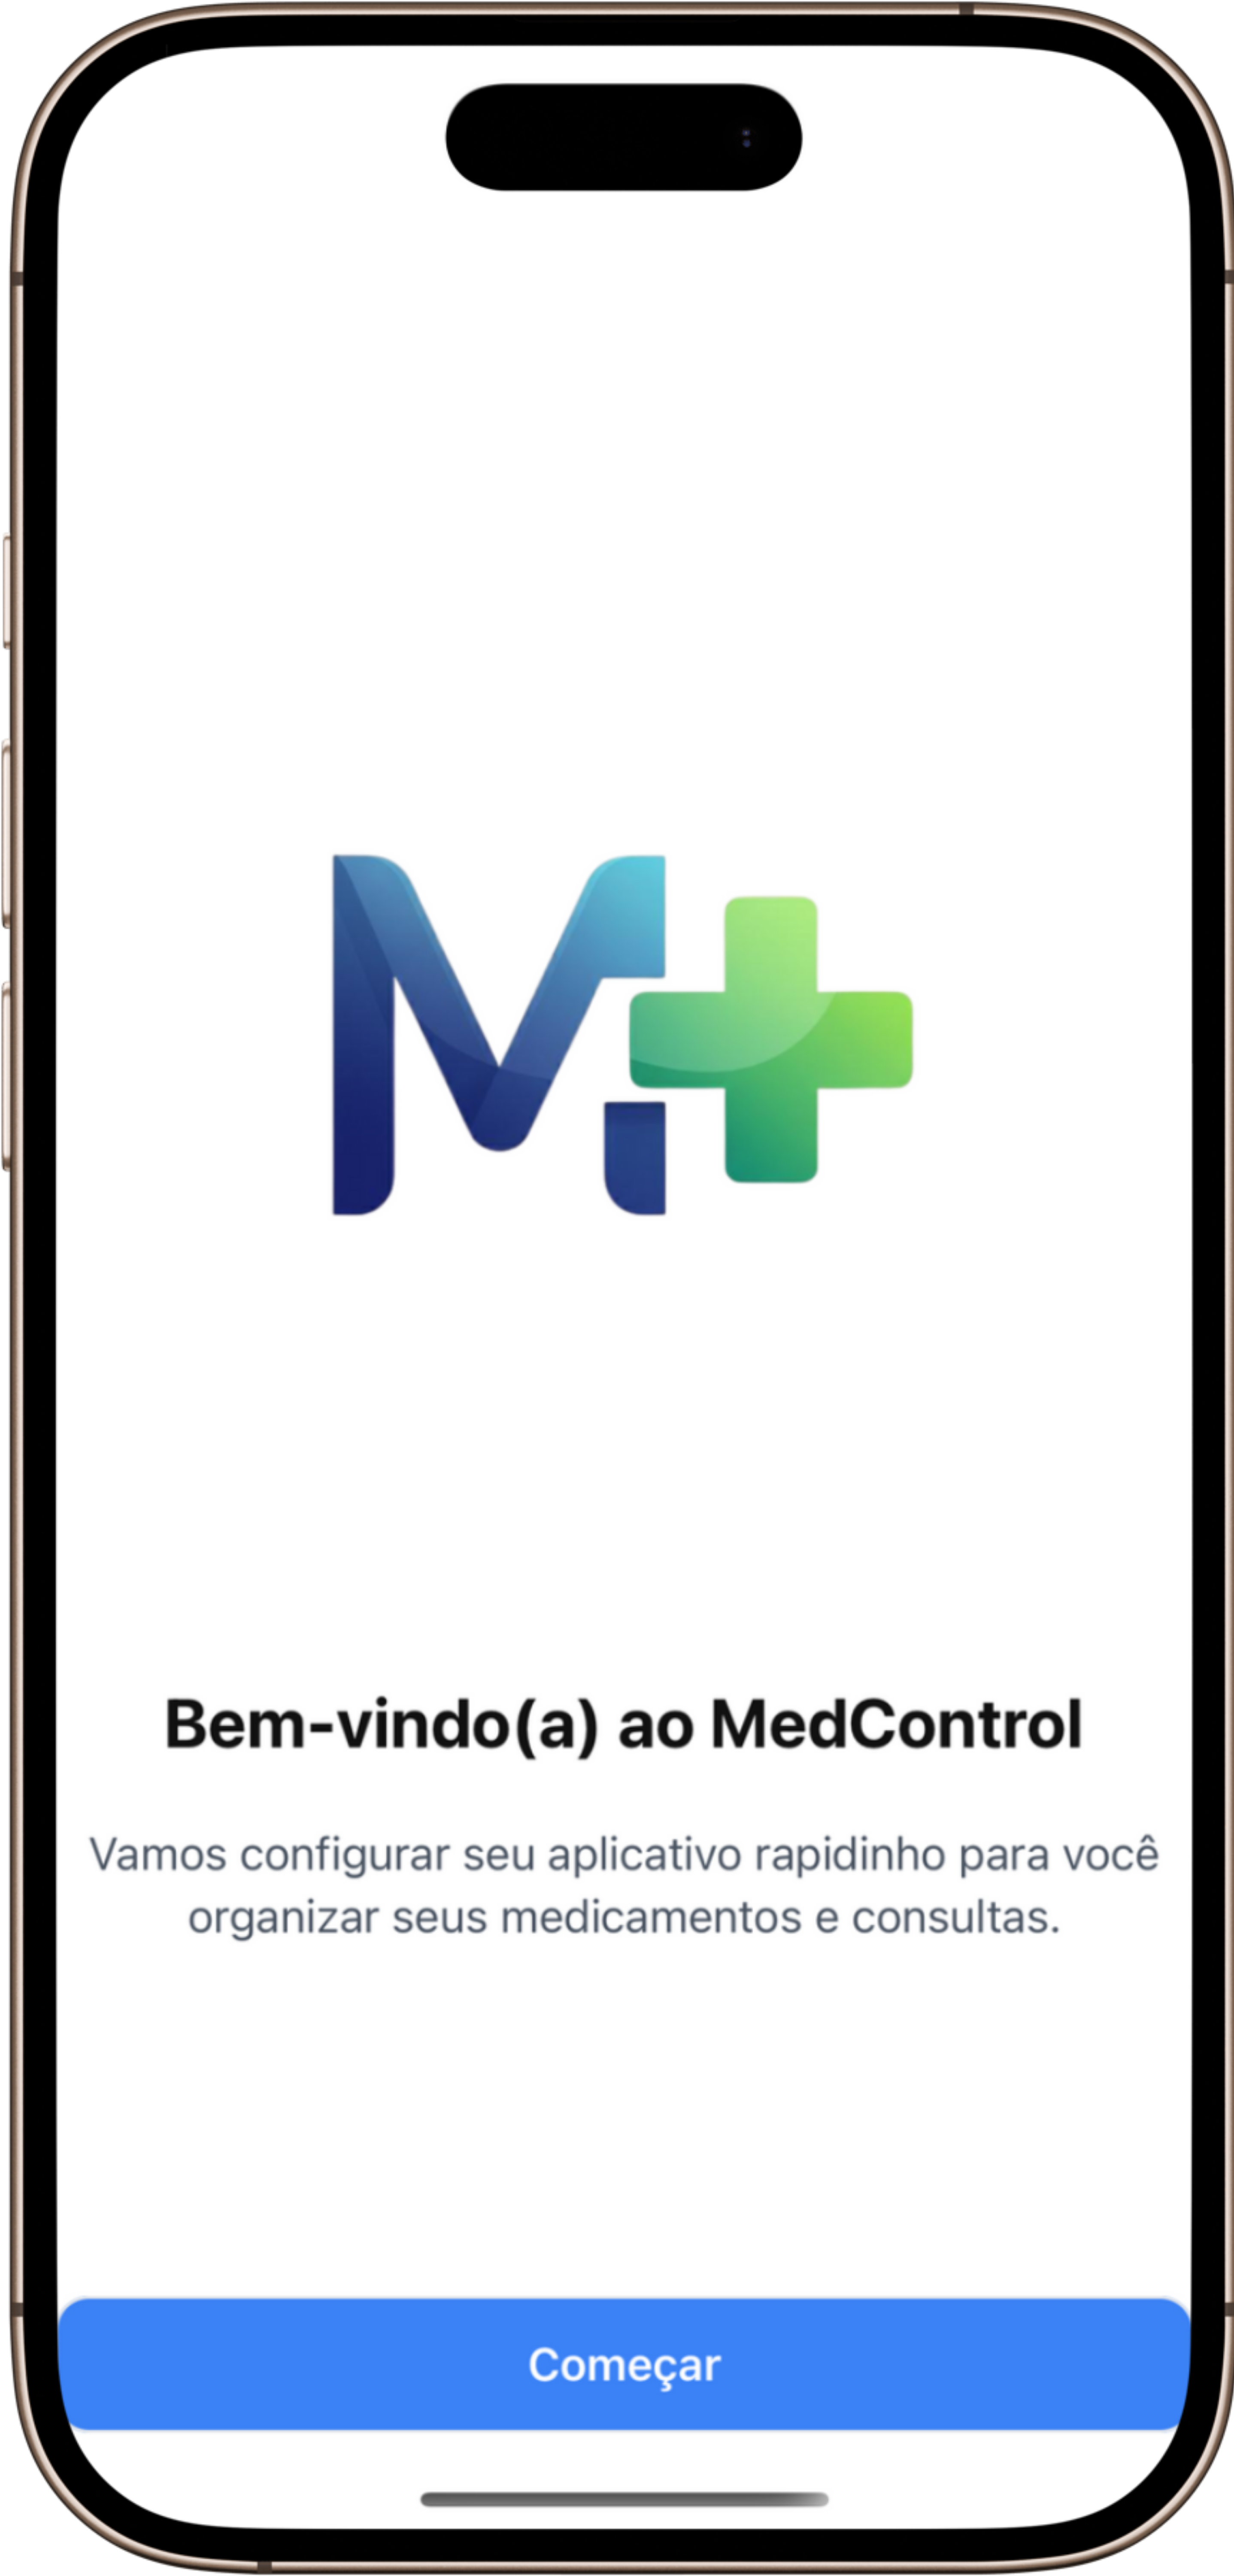 M+
Bem-vindo(a) ao MedControl
Vamos configurar seu aplicativo rapidinho para você
organizar seus medicamentos e consultas.
Começar